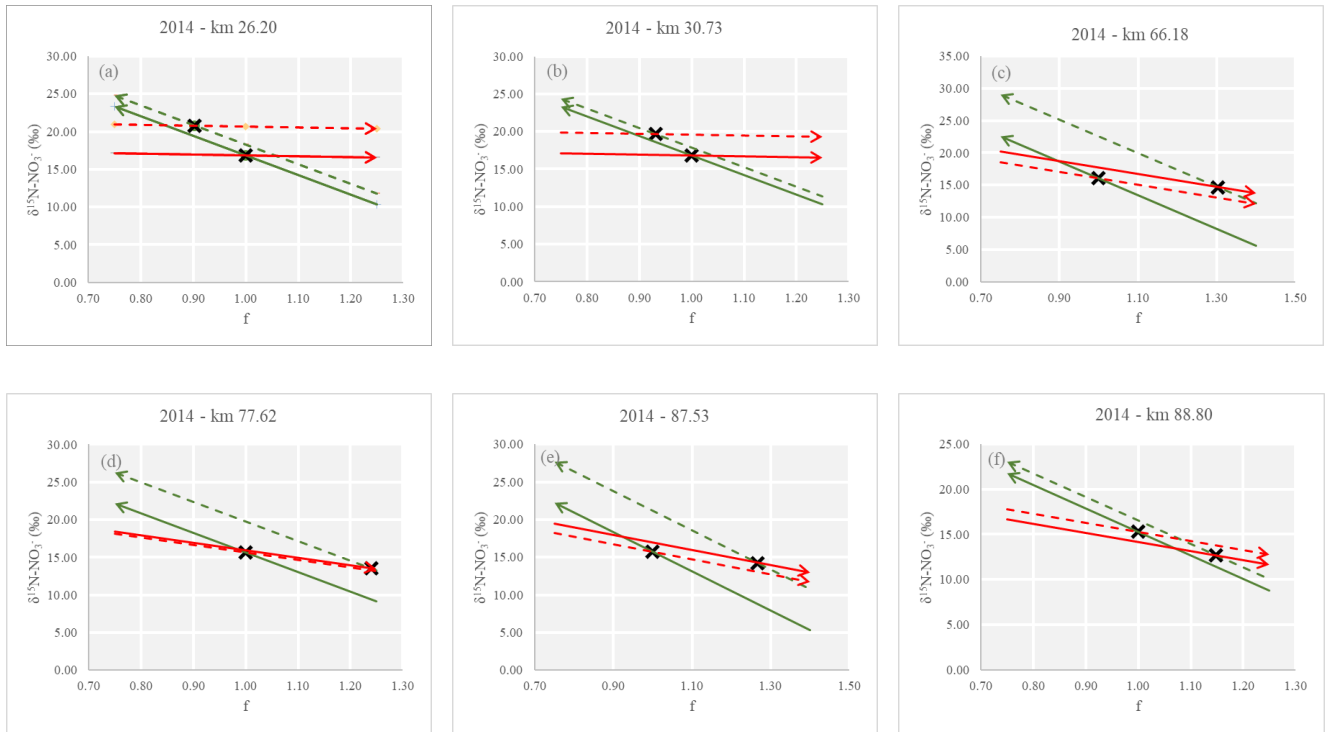 2014 - km 26.20
(a)
δ¹⁵N-NO₃⁻ (‰)
30.00
25.00
20.00
15.00
10.00
5.00
0.00
0.70 0.80 0.90 1.00 1.10 1.20 1.30
f
2014 - km 30.73
(b)
δ¹⁵N-NO₃⁻ (‰)
30.00
25.00
20.00
15.00
10.00
5.00
0.00
0.70 0.80 0.90 1.00 1.10 1.20 1.30
f
2014 - km 66.18
(c)
δ¹⁵N-NO₃⁻ (‰)
35.00
30.00
25.00
20.00
15.00
10.00
5.00
0.00
0.70 0.90 1.10 1.30 1.50
f
2014 - km 77.62
(d)
δ¹⁵N-NO₃⁻ (‰)
30.00
25.00
20.00
15.00
10.00
5.00
0.00
0.70 0.80 0.90 1.00 1.10 1.20 1.30
f
2014 - 87.53
(e)
δ¹⁵N-NO₃⁻ (‰)
30.00
25.00
20.00
15.00
10.00
5.00
0.00
0.70 0.90 1.10 1.30 1.50
f
2014 - km 88.80
(f)
δ¹⁵N-NO₃⁻ (‰)
25.00
20.00
15.00
10.00
5.00
0.00
0.70 0.80 0.90 1.00 1.10 1.20 1.30
f